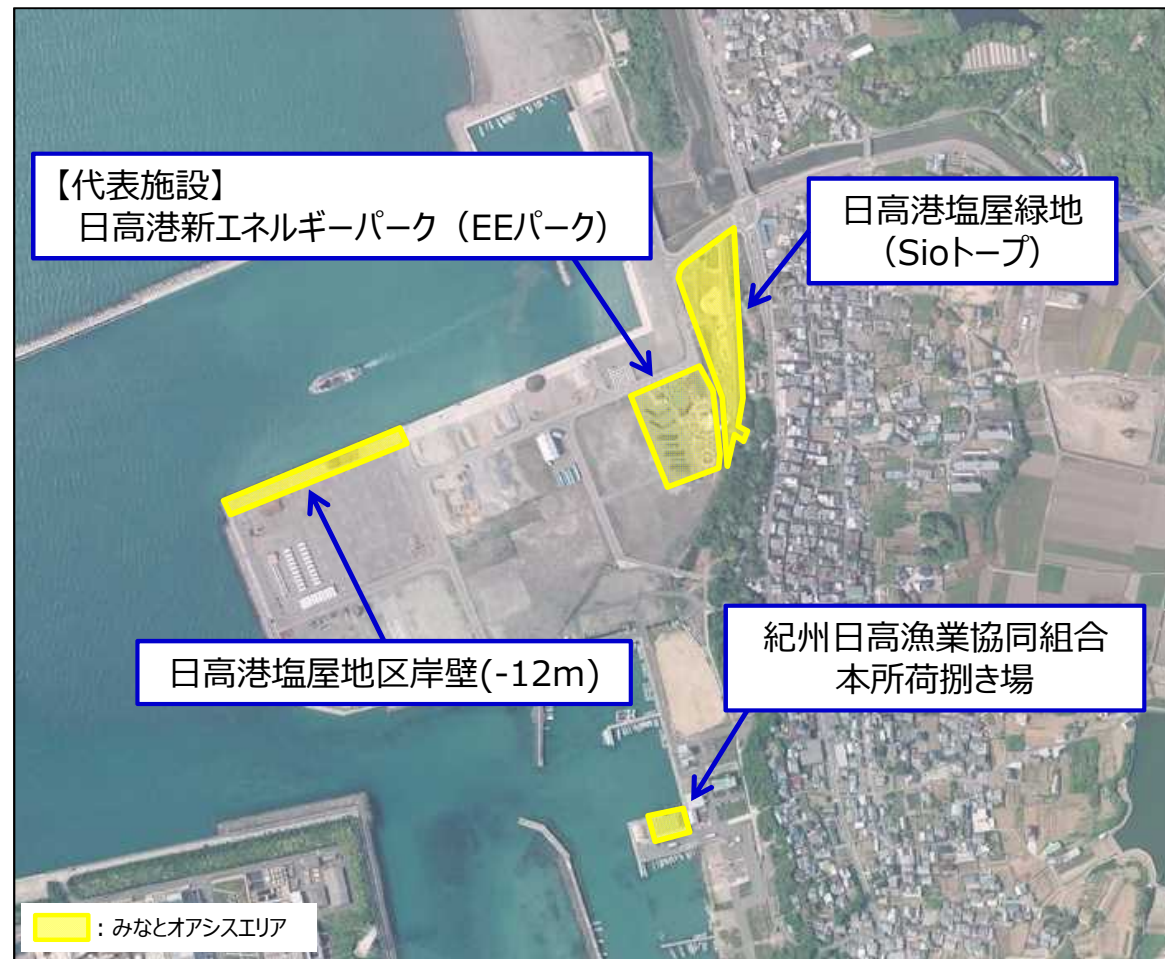 【代表施設】
日高港新エネルギーパーク（EEパーク）
日高港塩屋緑地
（Sioトープ）
日高港塩屋地区岸壁(-12m)
紀州日高漁業協同組合
本所荷捌き場
：みなとオアシスエリア